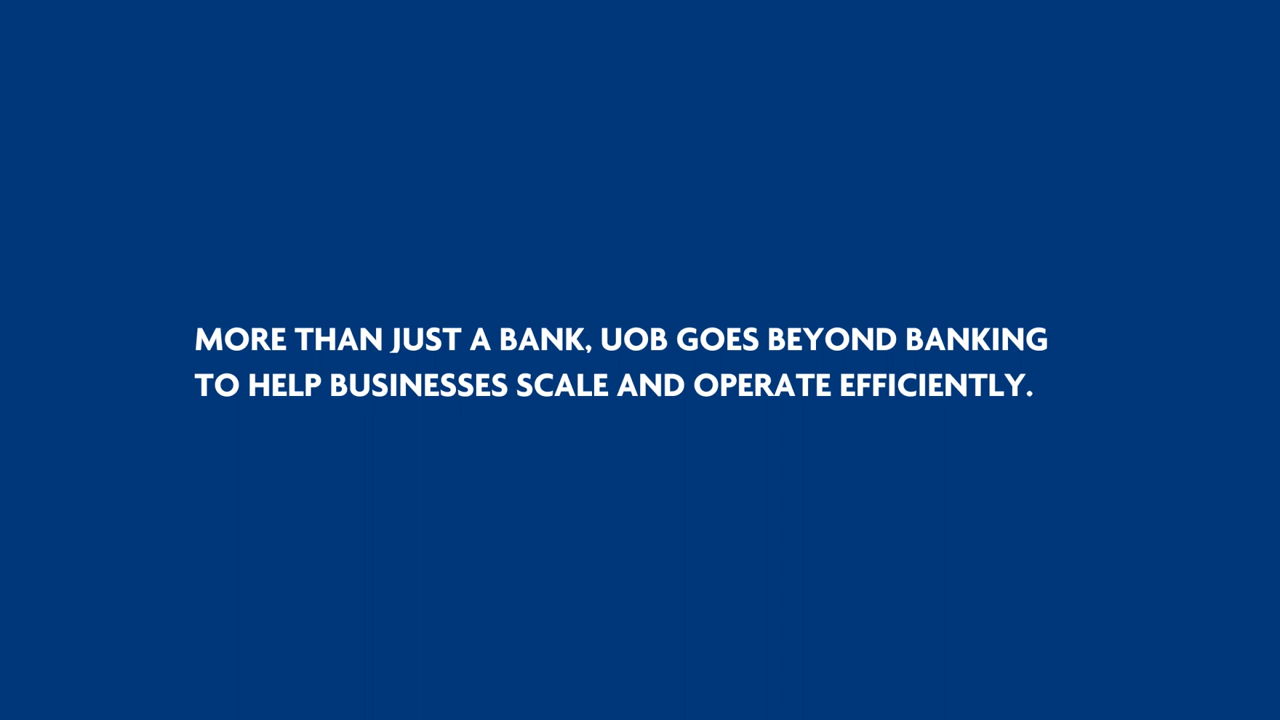 MORE THAN JUST A BANK, UOB GOES BEYOND BANKING
TO HELP BUSINESSES SCALE AND OPERATE EFFICIENTLY.